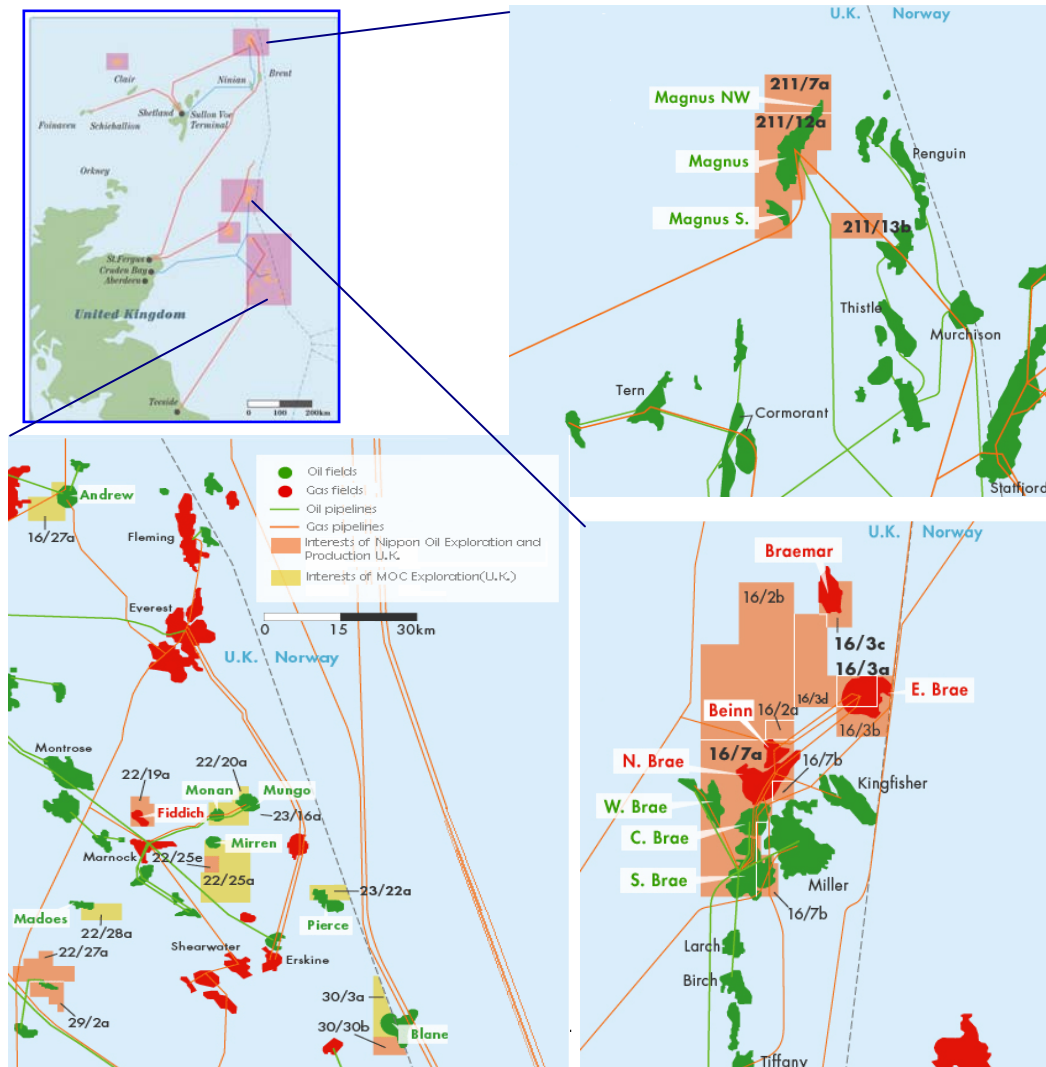 Clair
Ninian
Brent
Shetland
Sullon Voe
Terminal
Foinaren
Schiehallion
Orkney
St.Fergus
Cruden Bay
Aberdeen
United Kingdom
Teeside
0 100 200km
U.K. Norway
211/7a
Magnus NW
211/12a
Magnus
Penguin
Magnus S.
211/13b
Thistle
Murchison
Tern
Cormorant
Staffjord
Oil fields
Gas fields
Oil pipelines
Gas pipelines
Interests of Nippon Oil Exploration and
Production U.K.
Interests of MOC Exploration(U.K.)
0 15 30km
Andrew
16/27a
Fleming
Everest
U.K. Norway
Montrose
22/19a
22/20a
Monan
Mungo
Fiddich
23/16a
Mirren
Marnock
22/25e
22/25a
23/22a
Madoes
22/28a
Pierce
22/27a
Shearwater
Erskine
29/2a
30/3a
30/30b
Blane
U.K. Norway
Braemar
16/2b
16/3c
16/3a
E. Brae
16/3d
16/2a
Beinn
16/3b
16/7a
N. Brae
16/7b
Kingfisher
W. Brae
C. Brae
S. Brae
Miller
16/7b
Larch
Birch
Tiffany